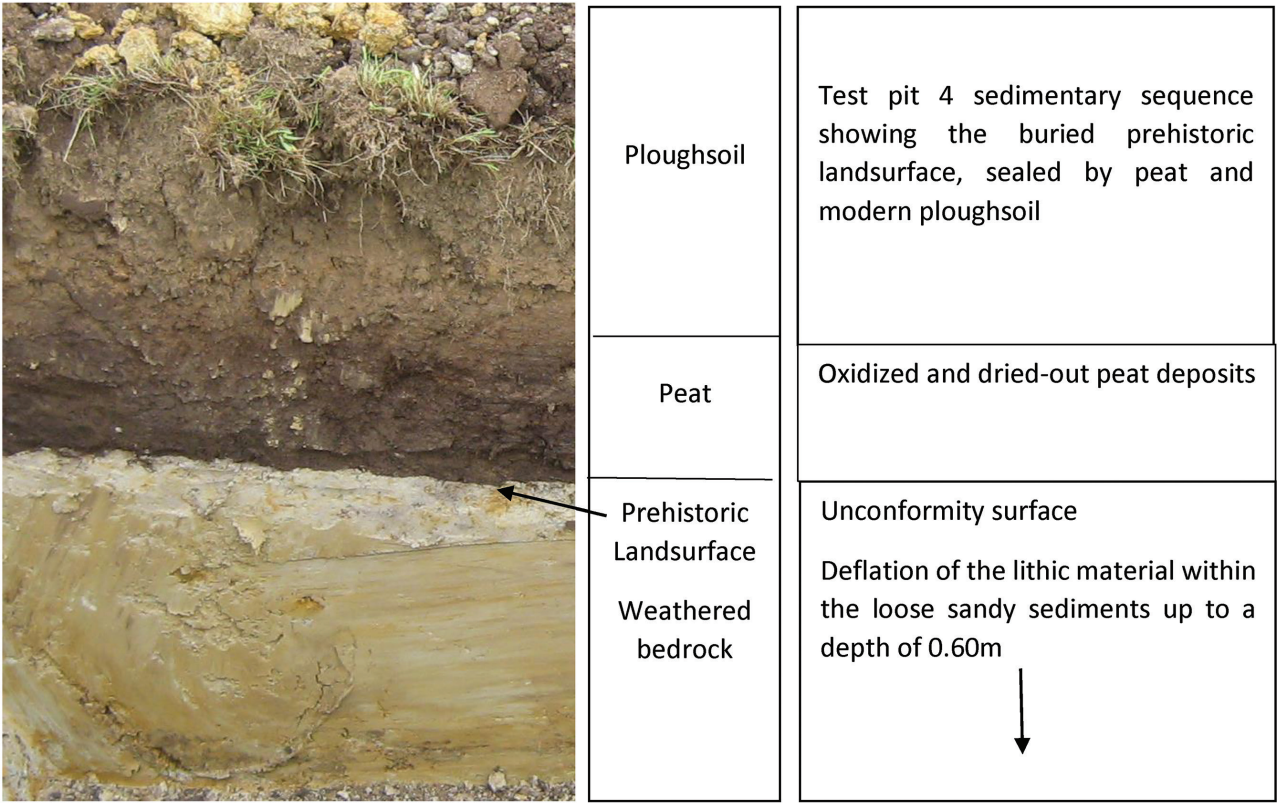 Ploughsoil
Test pit 4 sedimentary sequence
showing the buried prehistoric
landsurface, sealed by peat and
modern ploughsoil
Peat
Oxidized and dried-out peat deposits
Prehistoric
Landsurface
Weathered
bedrock
Unconformity surface
Deflation of the lithic material within
the loose sandy sediments up to a
depth of 0.60m